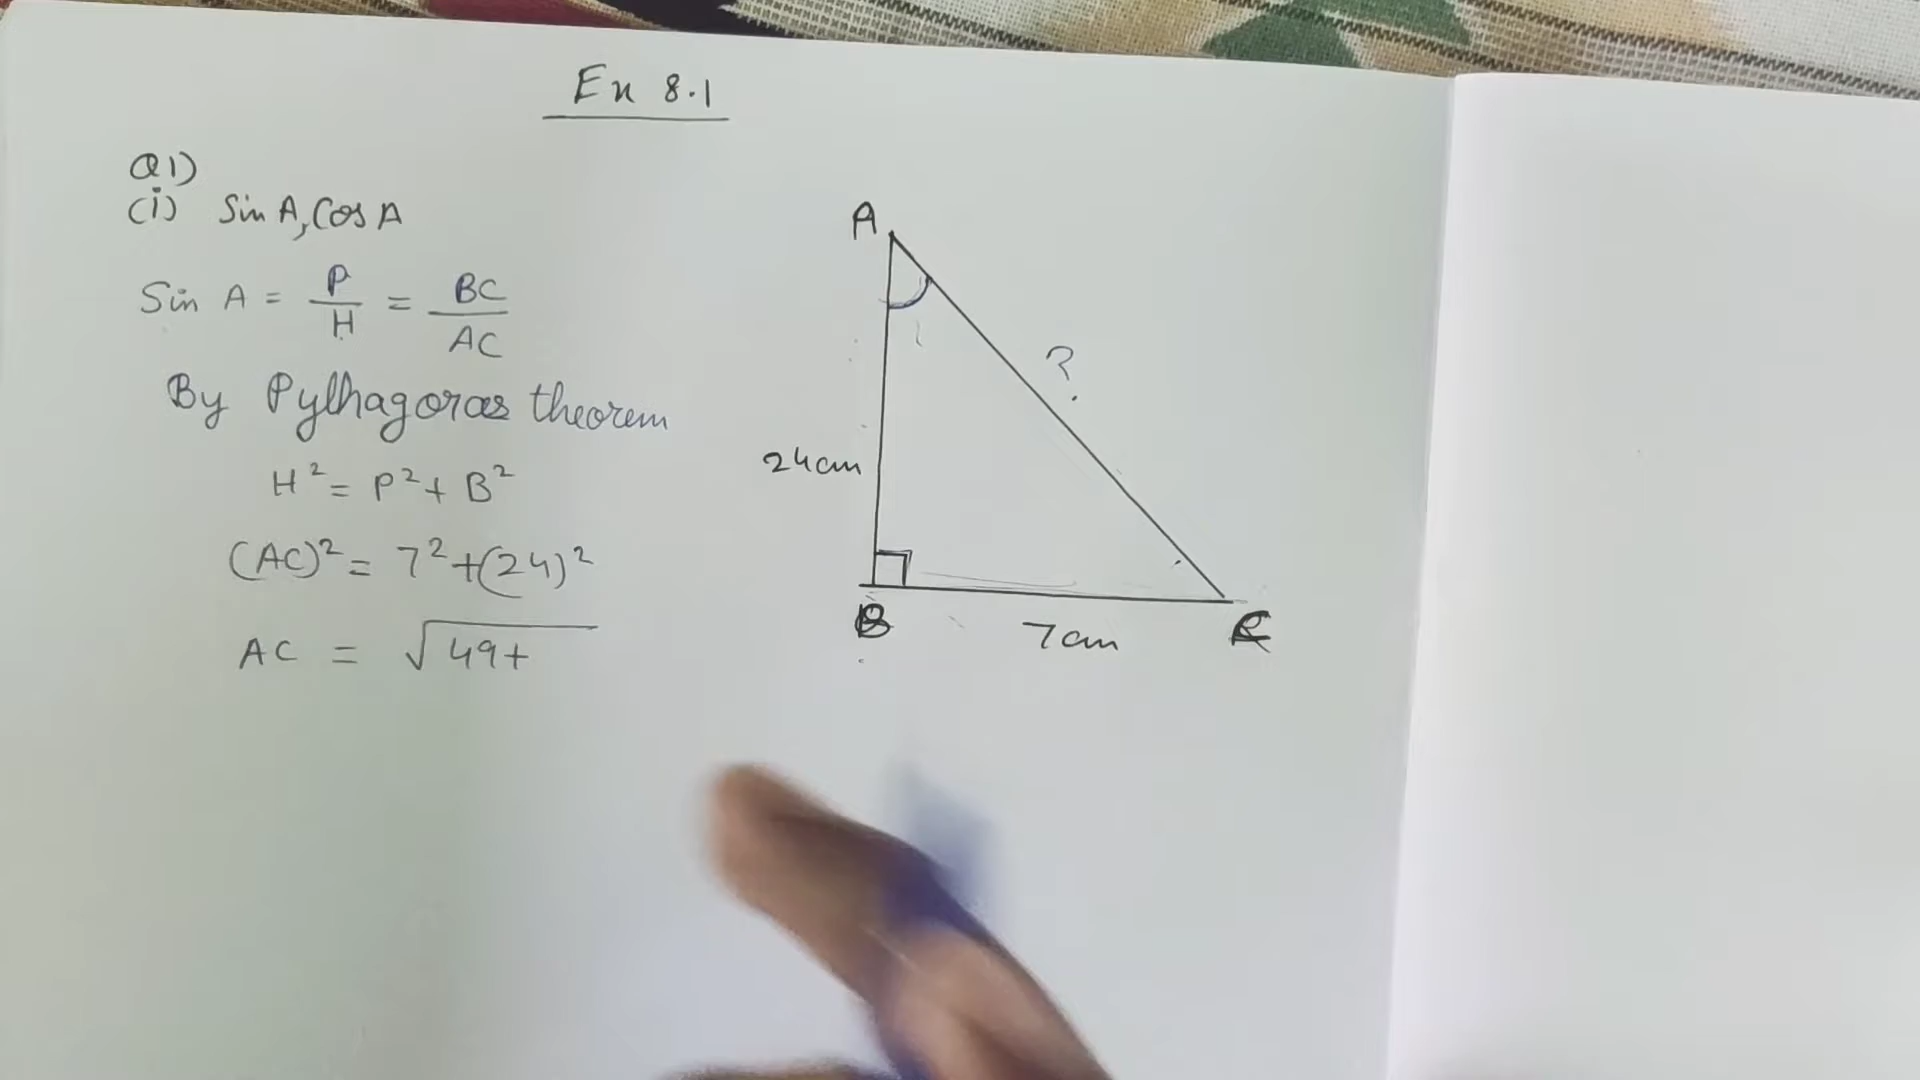 Ex 8.1
Q1)
(i) Sin A, Cos A
Sin A = P/H = BC/AC
By Pythagoras theorem
H² = P² + B²
(AC)² = 7² + (24)²
AC = √49+
A
?
24cm
B
7cm
C